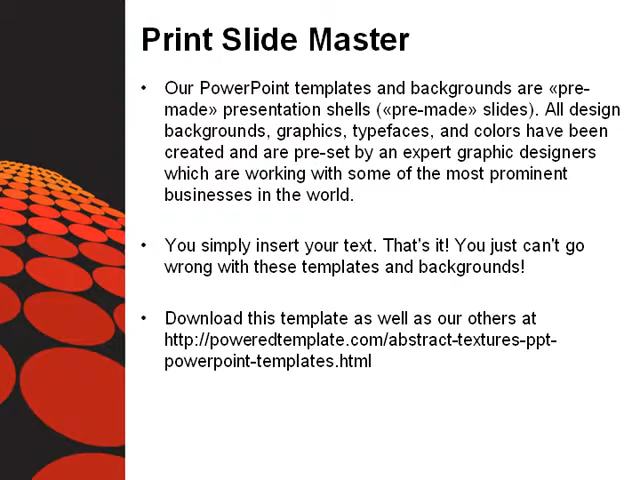 Print Slide Master
• Our PowerPoint templates and backgrounds are «pre-
made» presentation shells («pre-made» slides). All design
backgrounds, graphics, typefaces, and colors have been
created and are pre-set by an expert graphic designers
which are working with some of the most prominent
businesses in the world.
• You simply insert your text. That's it! You just can't go
wrong with these templates and backgrounds!
• Download this template as well as our others at
http://poweredtemplate.com/abstract-textures-ppt-
powerpoint-templates.html